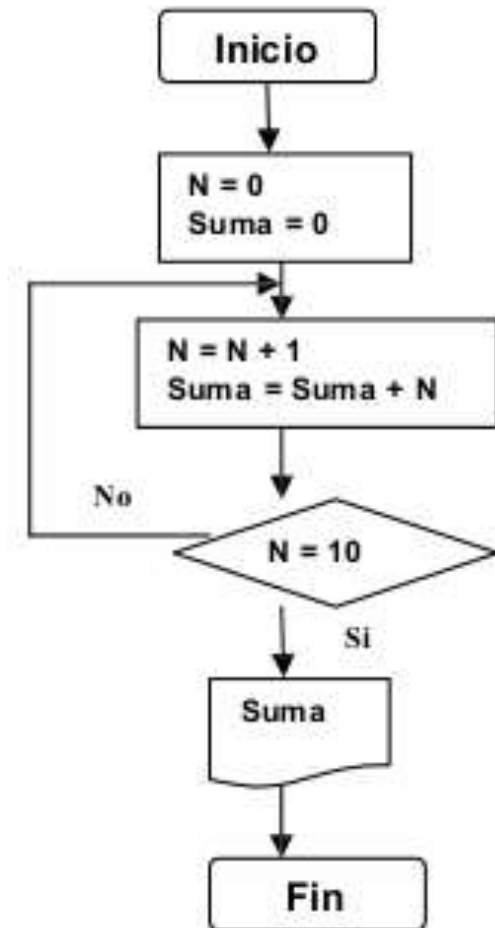 Inicio
N = 0
Suma = 0
N = N + 1
Suma = Suma + N
No
N = 10
Si
Suma
Fin